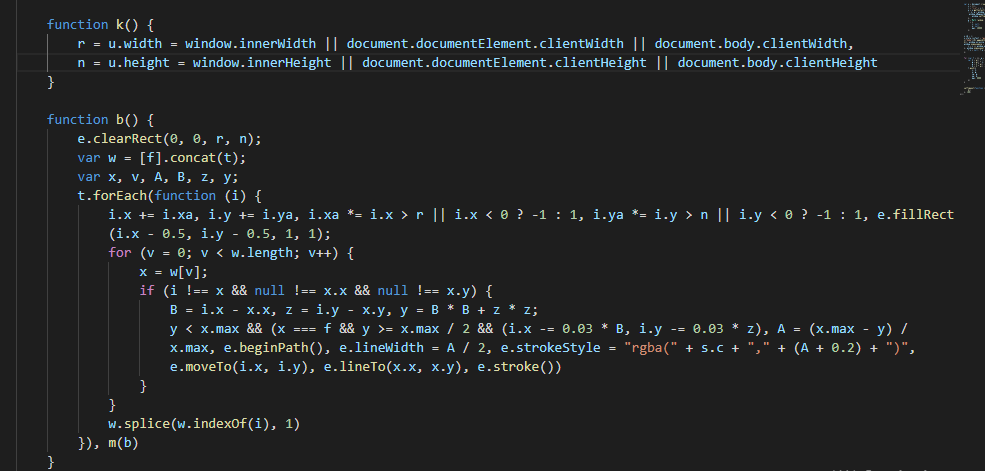 function k() {
r = u.width = window.innerWidth || document.documentElement.clientWidth || document.body.clientWidth,
n = u.height = window.innerHeight || document.documentElement.clientHeight || document.body.clientHeight
}
function b() {
e.clearRect(0, 0, r, n);
var w = [f].concat(t);
var x, v, A, B, z, y;
t.forEach(function (i) {
i.x += i.xa, i.y += i.ya, i.xa *= i.x > r || i.x < 0 ? -1 : 1, i.ya *= i.y > n || i.y < 0 ? -1 : 1, e.fillRect
(i.x - 0.5, i.y - 0.5, 1, 1);
for (v = 0; v < w.length; v++) {
x = w[v];
if (i !== x && null !== x.x && null !== x.y) {
B = i.x - x.x, z = i.y - x.y, y = B * B + z * z;
y < x.max && (x === f && y >= x.max / 2 && (i.x -= 0.03 * B, i.y -= 0.03 * z), A = (x.max - y) /
x.max, e.beginPath(), e.lineWidth = A / 2, e.strokeStyle = "rgba(" + s.c + "," + (A + 0.2) + ")",
e.moveTo(i.x, i.y), e.lineTo(x.x, x.y), e.stroke())
}
}
w.splice(w.indexOf(i), 1)
}), m(b)
}